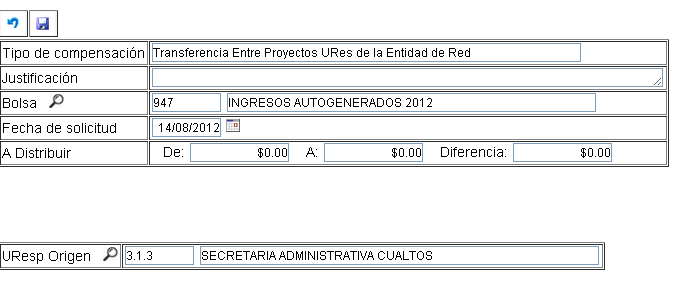 Tipo de compensación Transferencia Entre Proyectos URes de la Entidad de Red
Justificación
Bolsa 947 INGRESOS AUTOGENERADOS 2012
Fecha de solicitud 14/08/2012
A Distribuir De: $0.00 A: $0.00 Diferencia: $0.00
UResp Origen 3.1.3 SECRETARIA ADMINISTRATIVA CUALTOS